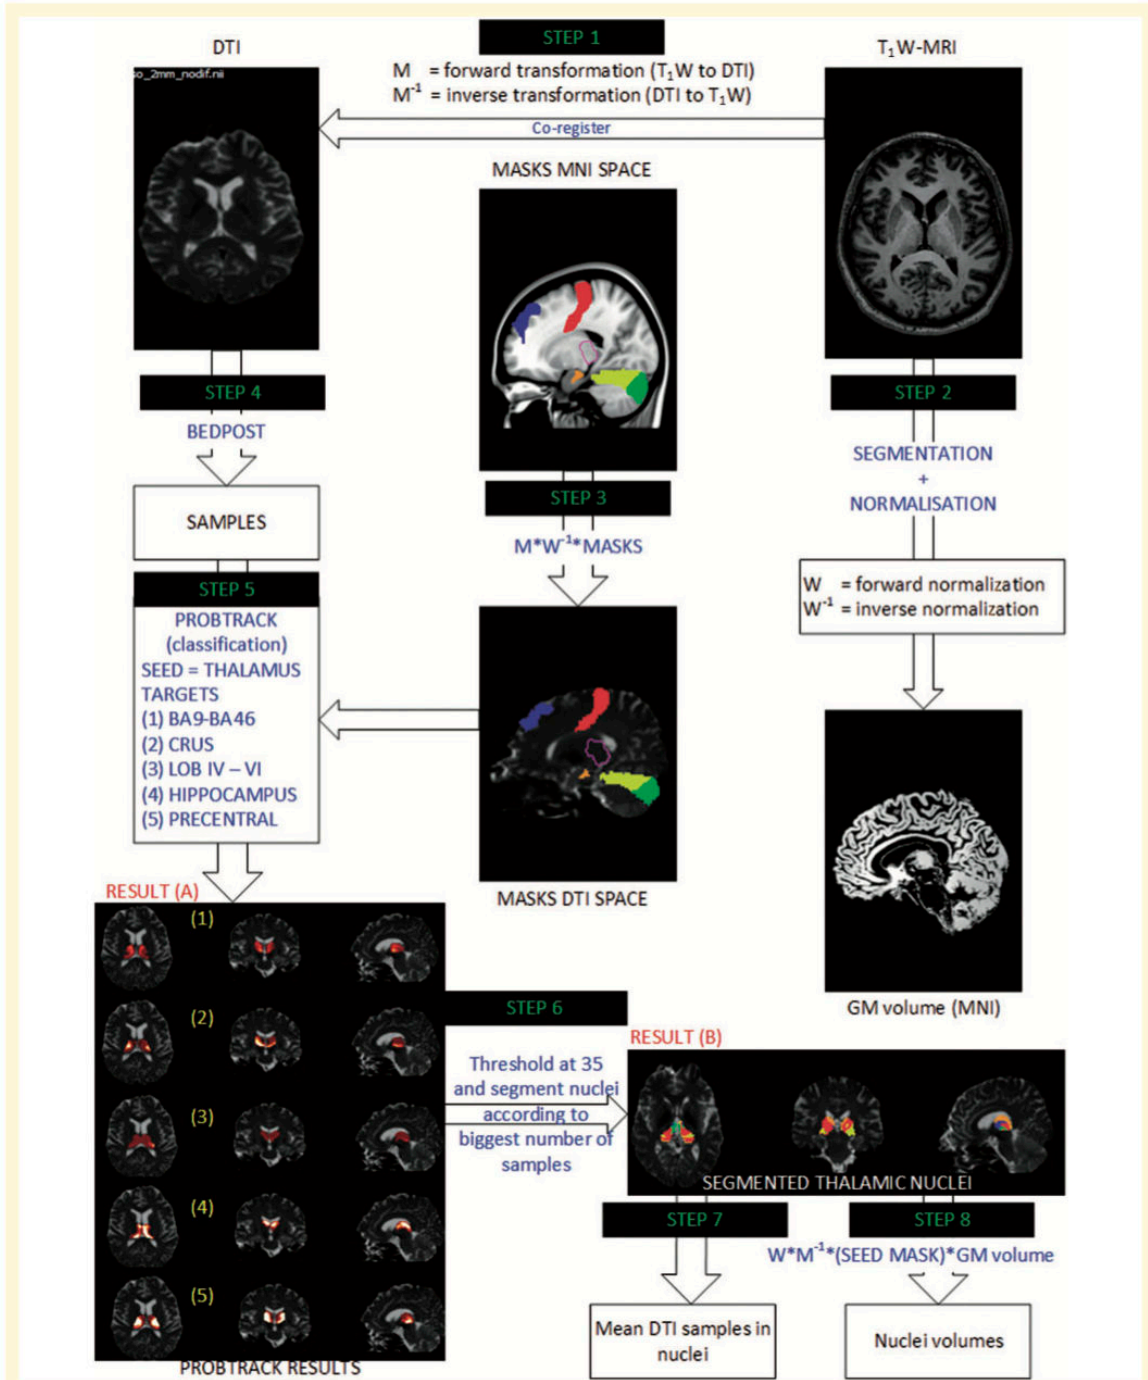 STEP 1
DTI
T1W-MRI
so_2mm_nodif.nii
M = forward transformation (T1W to DTI)
M-1 = inverse transformation (DTI to T1W)
Co-register
MASKS MNI SPACE
STEP 4
STEP 2
BEDPOST
SEGMENTATION
+
NORMALISATION
STEP 3
SAMPLES
M*W-1*MASKS
STEP 5
W = forward normalization
W-1 = inverse normalization
PROBTRACK
(classification)
SEED = THALAMUS
TARGETS
(1) BA9-BA46
(2) CRUS
(3) LOB IV – VI
(4) HIPPOCAMPUS
(5) PRECENTRAL
MASKS DTI SPACE
RESULT (A)
(1)
(2)
(3)
(4)
(5)
PROBTRACK RESULTS
GM volume (MNI)
STEP 6
Threshold at 35
and segment nuclei
according to
biggest number of
samples
RESULT (B)
SEGMENTED THALAMIC NUCLEI
STEP 7
STEP 8
W*M-1*(SEED MASK)*GM volume
Mean DTI samples in
nuclei
Nuclei volumes